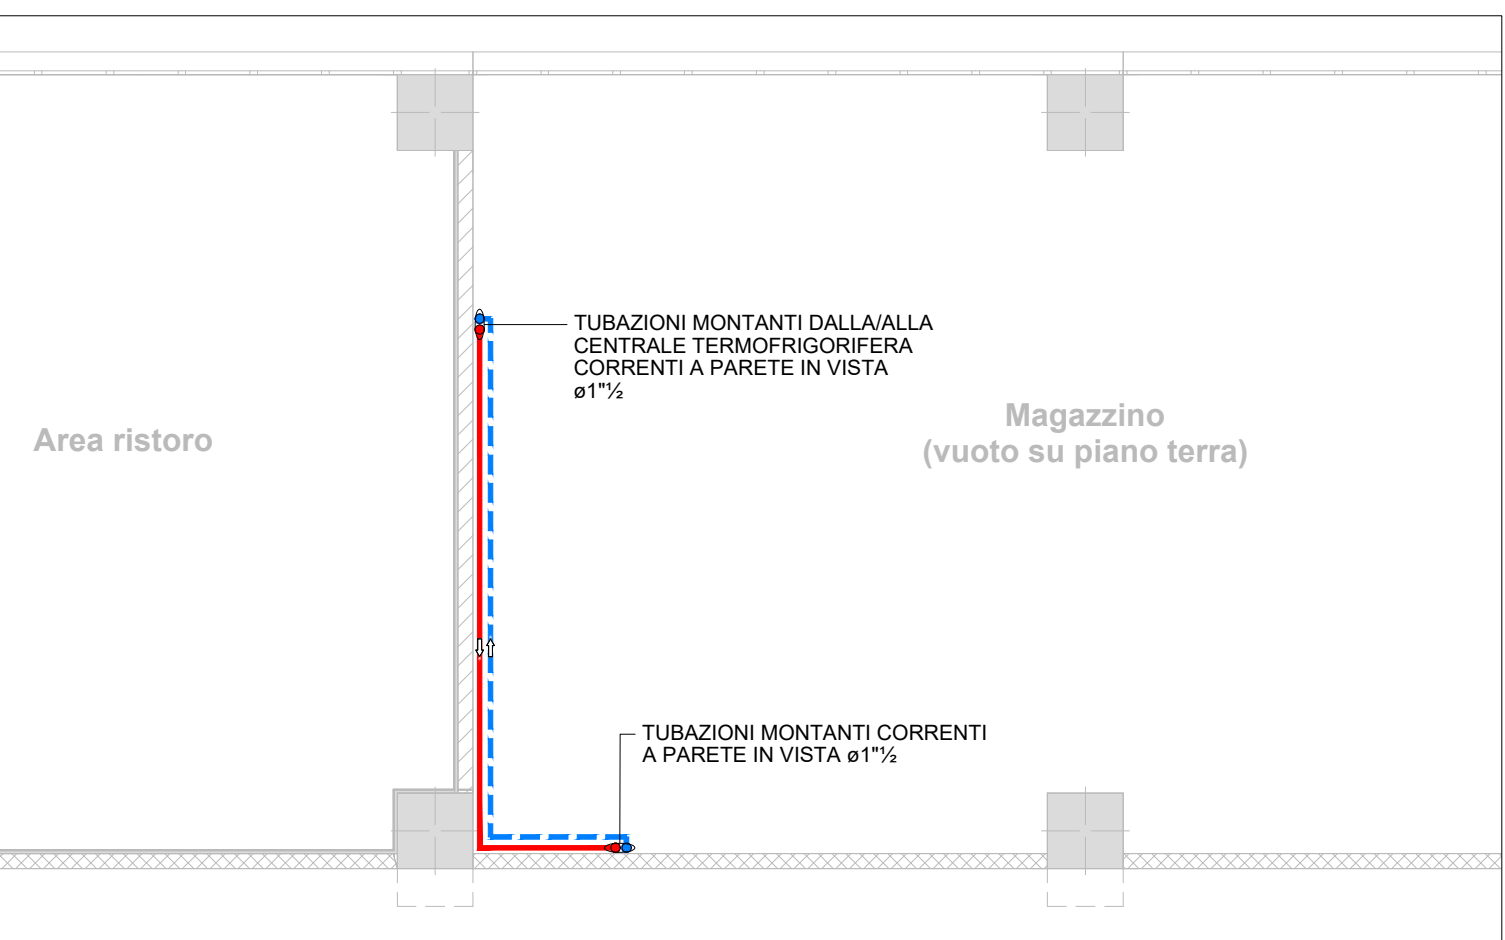 TUBAZIONI MONTANTI DALLA/ALLA
CENTRALE TERMOFRIGORIFERA
CORRENTI A PARETE IN VISTA
ø1"½
Magazzino
(vuoto su piano terra)
Area ristoro
TUBAZIONI MONTANTI CORRENTI
A PARETE IN VISTA ø1"½